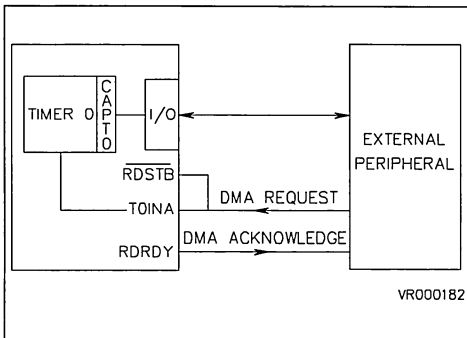 TIMER 0
CAPT0
I/O
EXTERNAL
PERIPHERAL
RDSTB
DMA REQUEST
T0INA
DMA ACKNOWLEDGE
RDRDY
VR000182